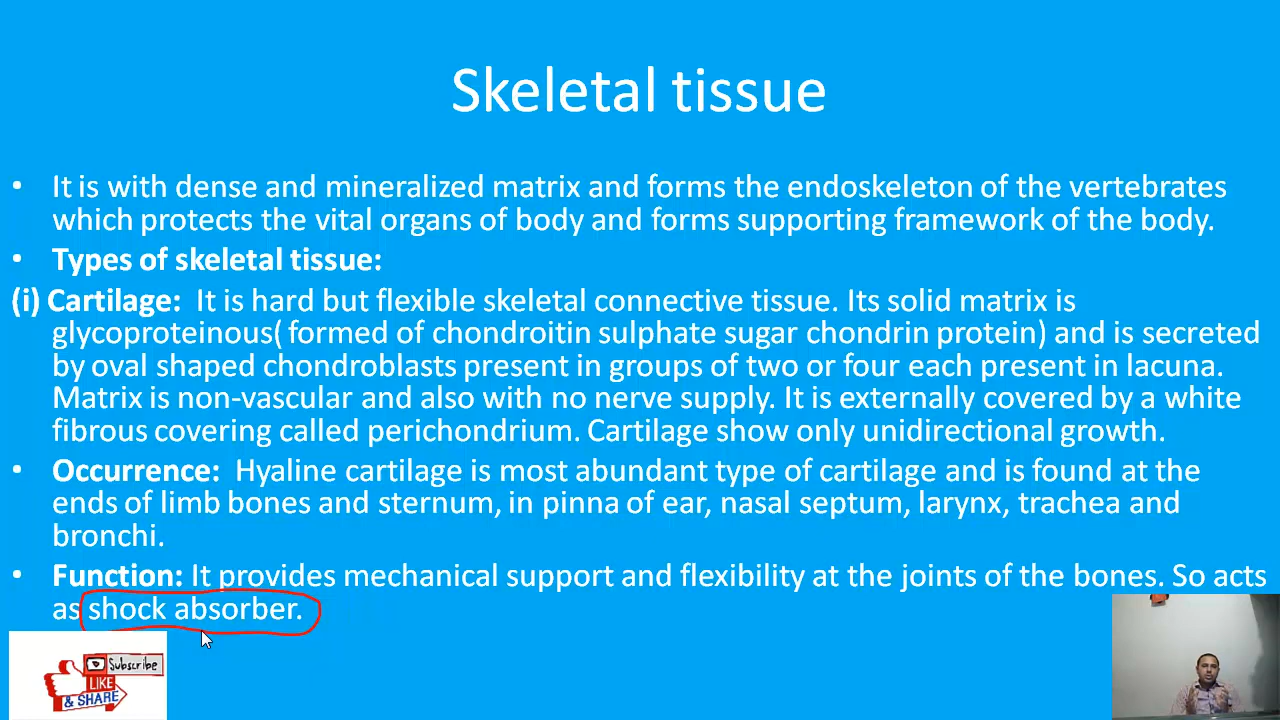 Skeletal tissue
• It is with dense and mineralized matrix and forms the endoskeleton of the vertebrates
which protects the vital organs of body and forms supporting framework of the body.
• Types of skeletal tissue:
(i) Cartilage: It is hard but flexible skeletal connective tissue. Its solid matrix is
glycoproteinous( formed of chondroitin sulphate sugar chondrin protein) and is secreted
by oval shaped chondroblasts present in groups of two or four each present in lacuna.
Matrix is non-vascular and also with no nerve supply. It is externally covered by a white
fibrous covering called perichondrium. Cartilage show only unidirectional growth.
• Occurrence: Hyaline cartilage is most abundant type of cartilage and is found at the
ends of limb bones and sternum, in pinna of ear, nasal septum, larynx, trachea and
bronchi.
• Function: It provides mechanical support and flexibility at the joints of the bones. So acts
as shock absorber.
Subscribe
LIKE
& SHARE